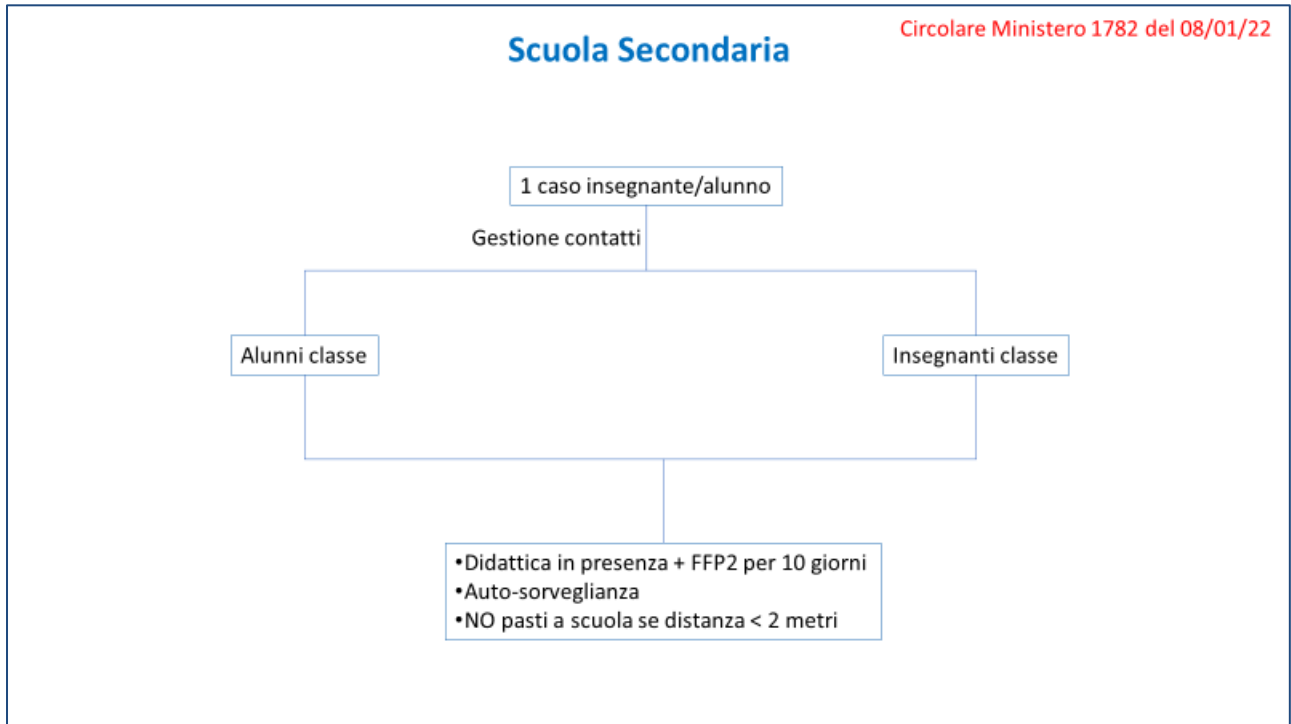 Circolare Ministero 1782 del 08/01/22
Scuola Secondaria
1 caso insegnante/alunno
Gestione contatti
Alunni classe
Insegnanti classe
•Didattica in presenza + FFP2 per 10 giorni
•Auto-sorveglianza
•NO pasti a scuola se distanza < 2 metri